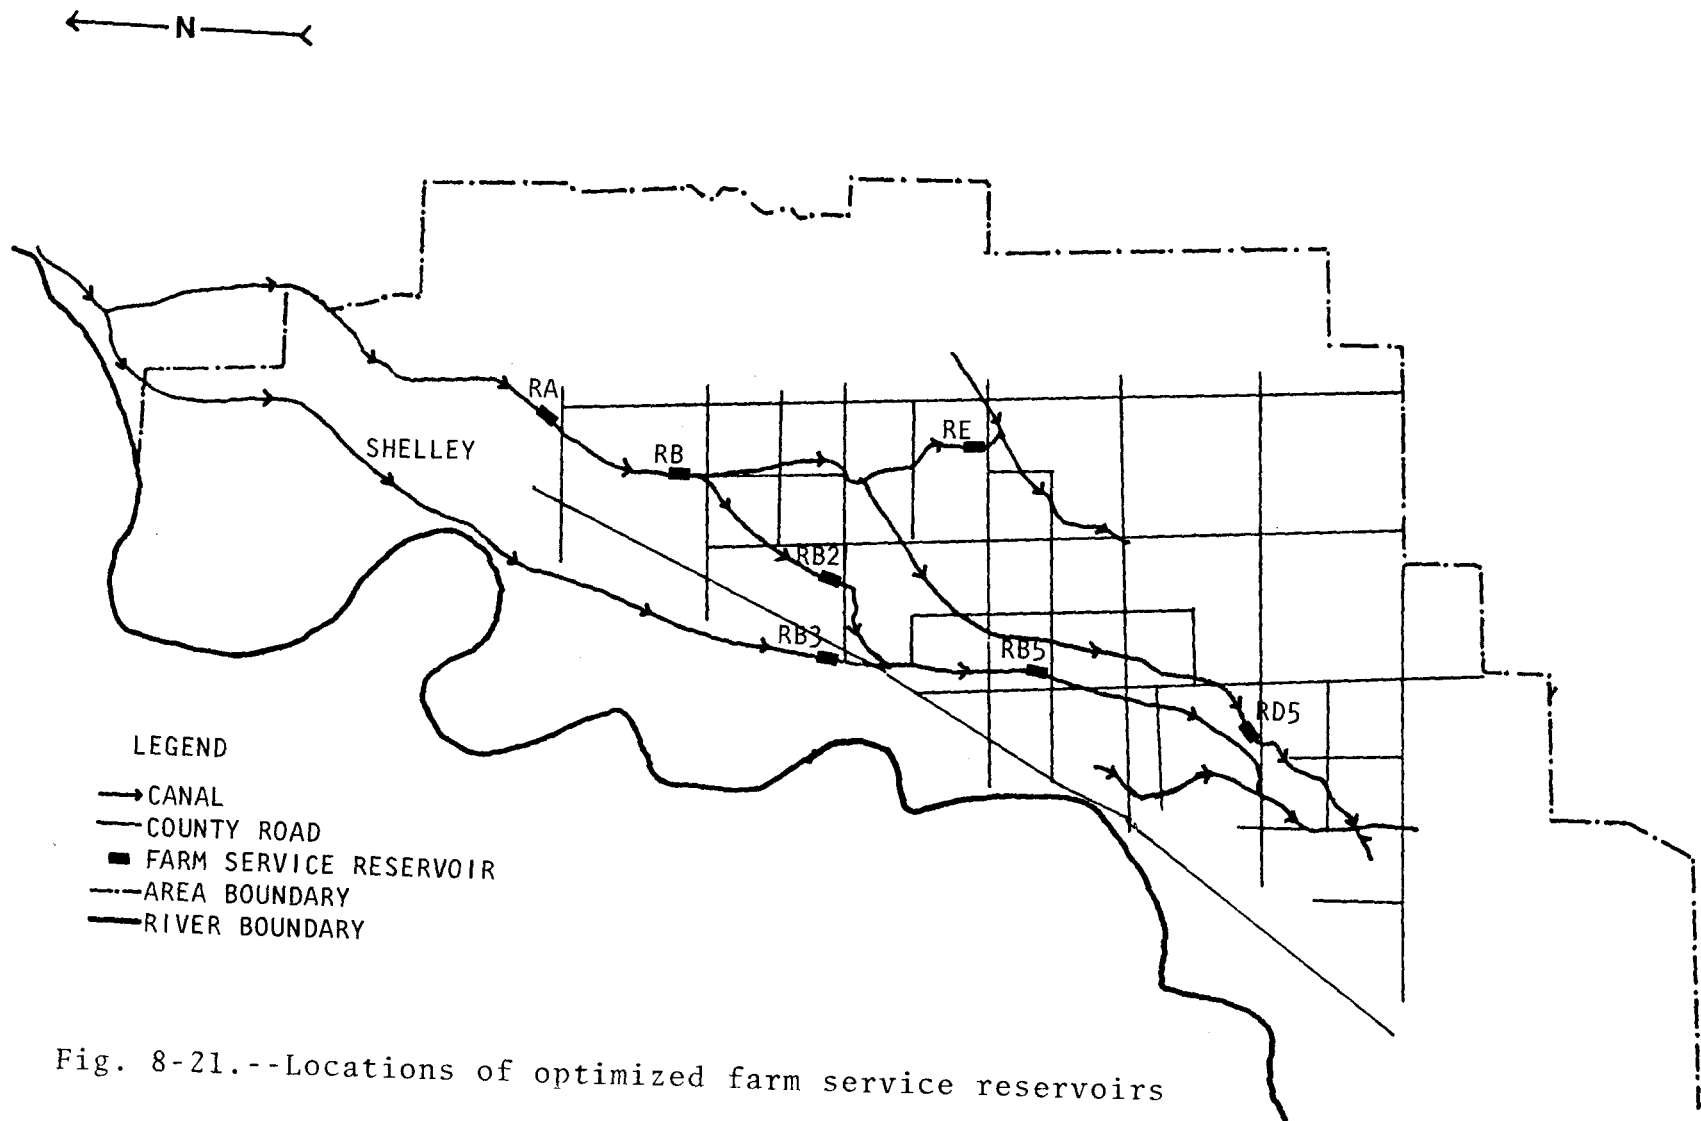 N
RA
SHELLEY
RB
RE
RB2
RB3
RB5
RD5
LEGEND
CANAL
COUNTY ROAD
FARM SERVICE RESERVOIR
AREA BOUNDARY
RIVER BOUNDARY
Fig. 8-21.--Locations of optimized farm service reservoirs